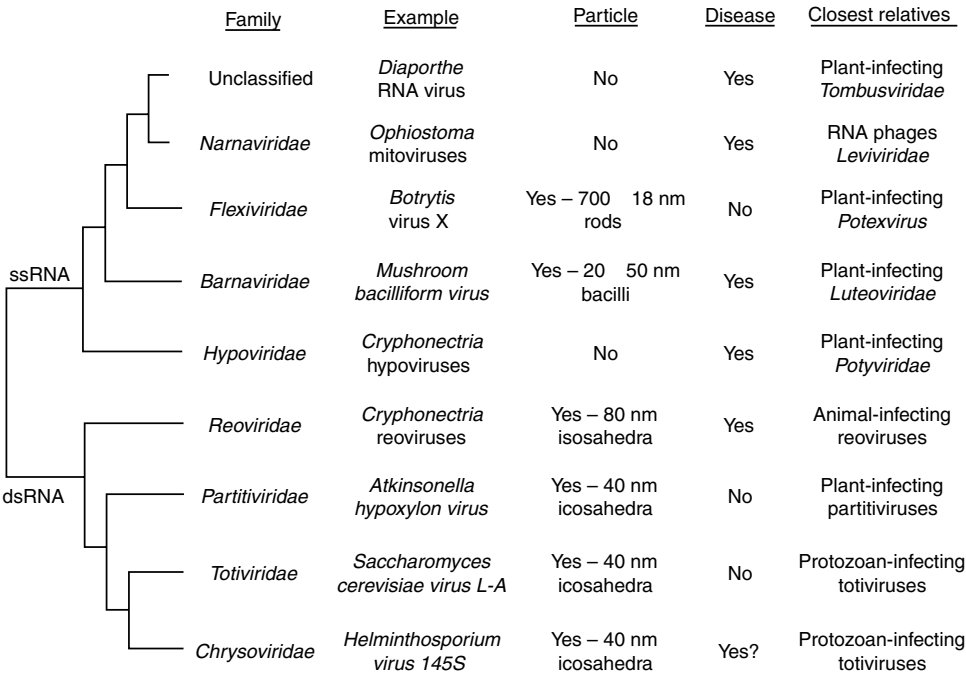 Family Example Particle Disease Closest relatives
Unclassified Diaporthe RNA virus No Yes Plant-infecting Tombusviridae
Narnaviridae Ophiostoma mitoviruses No Yes RNA phages Leviviridae
Flexiviridae Botrytis virus X Yes – 700 18 nm rods No Plant-infecting Potexvirus
ssRNA
Barnaviridae Mushroom bacilliform virus Yes – 20 50 nm bacilli Yes Plant-infecting Luteoviridae
Hypoviridae Cryphonectria hypoviruses No Yes Plant-infecting Potyviridae
Reoviridae Cryphonectria reoviruses Yes – 80 nm isosahedra Yes Animal-infecting reoviruses
dsRNA
Partitiviridae Atkinsonella hypoxylon virus Yes – 40 nm icosahedra No Plant-infecting partitiviruses
Totiviridae Saccharomyces cerevisiae virus L-A Yes – 40 nm icosahedra No Protozoan-infecting totiviruses
Chrysoviridae Helminthosporium virus 145S Yes – 40 nm icosahedra Yes? Protozoan-infecting totiviruses